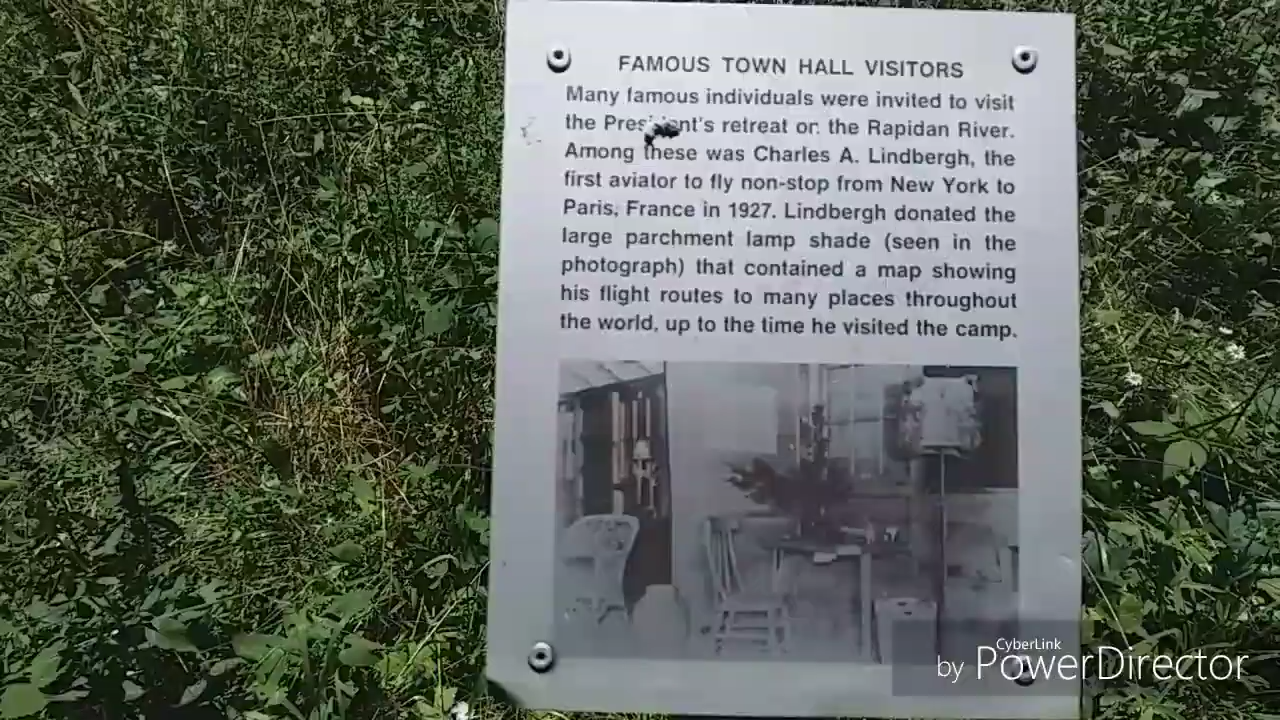 FAMOUS TOWN HALL VISITORS
Many famous individuals were invited to visit
the President's retreat on the Rapidan River.
Among these was Charles A. Lindbergh, the
first aviator to fly non-stop from New York to
Paris, France in 1927. Lindbergh donated the
large parchment lamp shade (seen in the
photograph) that contained a map showing
his flight routes to many places throughout
the world, up to the time he visited the camp.
CyberLink
by PowerDirector